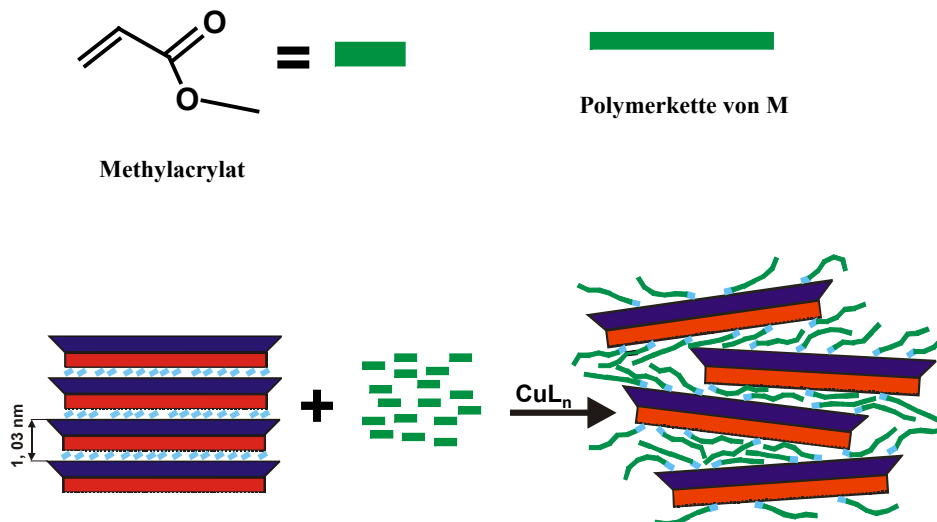 O
O
=
Methylacrylat
Polymerkette von M
1, 03 nm
+
CuLn